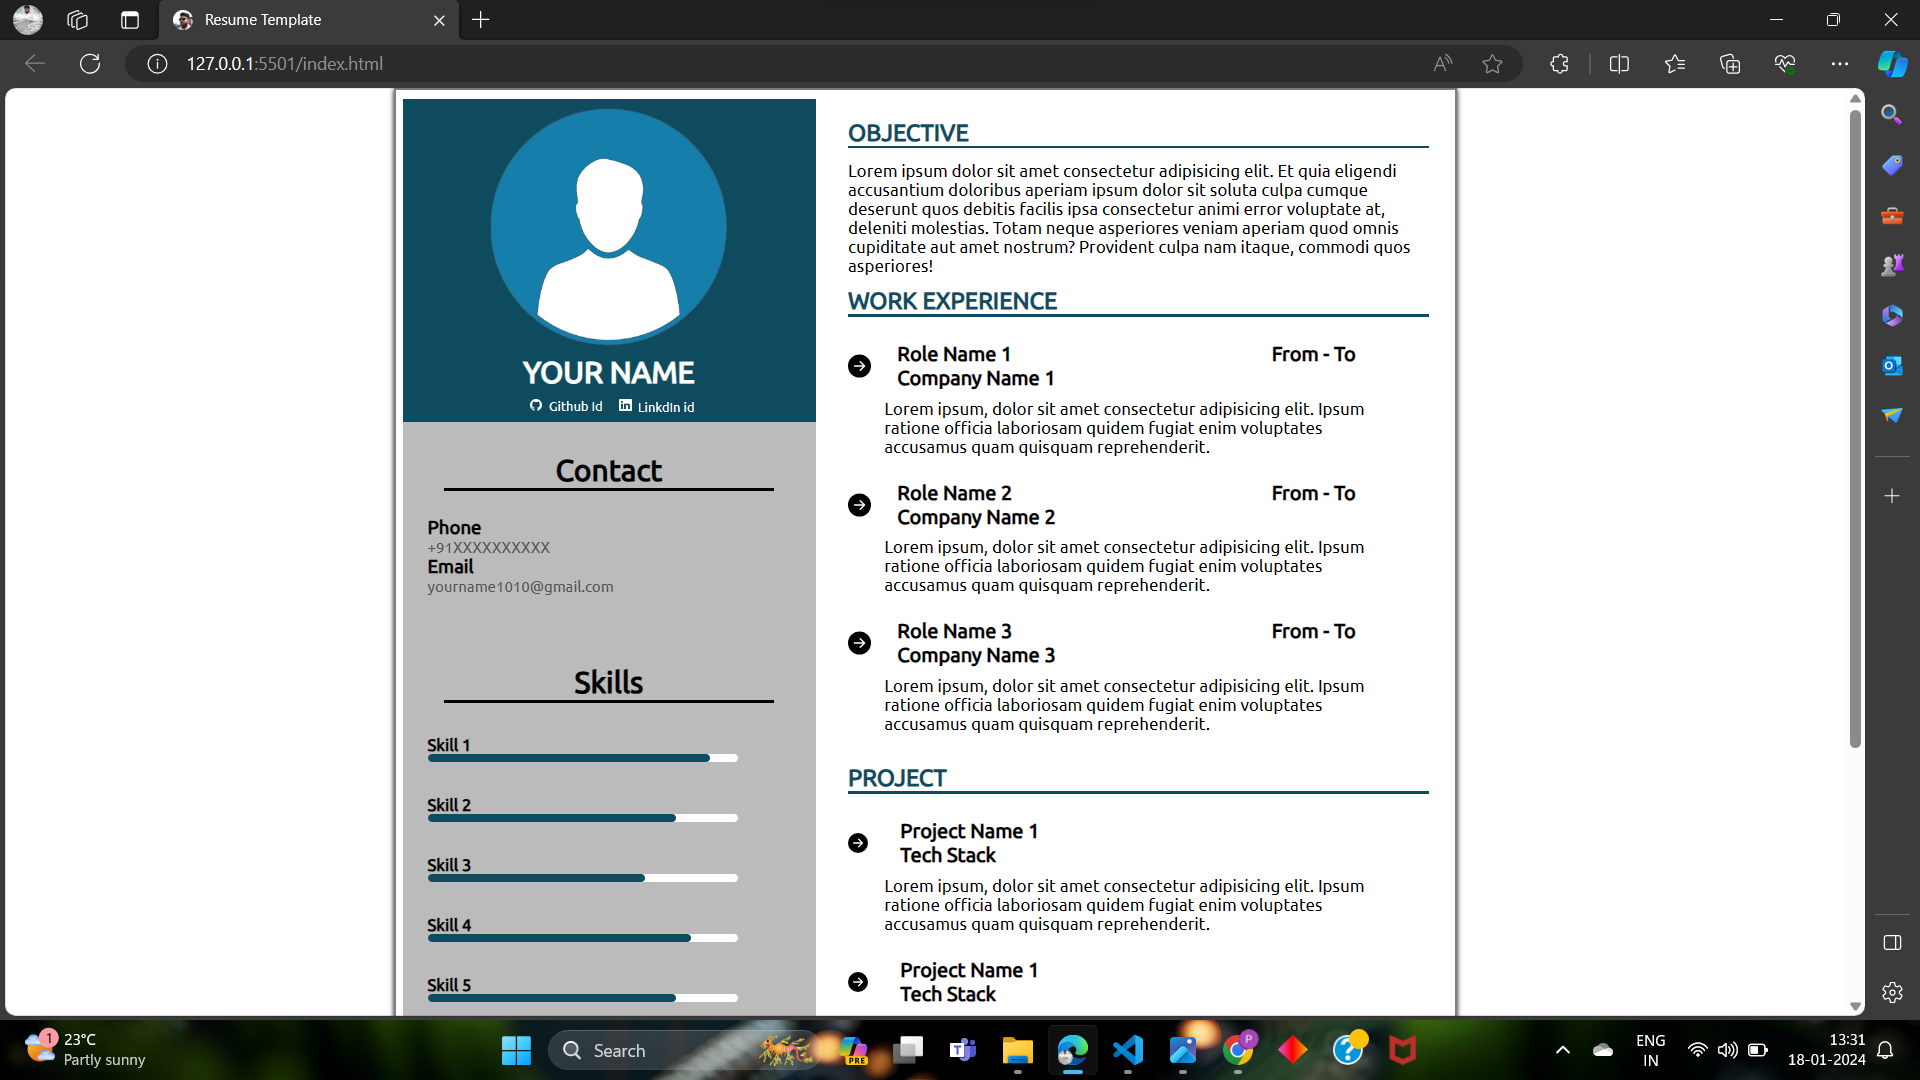 Resume Template
127.0.0.1:5501/index.html
YOUR NAME
Github Id LinkdIn id
Contact
Phone
+91XXXXXXXXXX
Email
yourname1010@gmail.com
Skills
Skill 1
Skill 2
Skill 3
Skill 4
Skill 5
OBJECTIVE
Lorem ipsum dolor sit amet consectetur adipisicing elit. Et quia eligendi
accusantium doloribus aperiam ipsum dolor sit soluta culpa cumque
deserunt quos debitis facilis ipsa consectetur animi error voluptate at,
deleniti molestias. Totam neque asperiores veniam aperiam quod omnis
cupiditate aut amet nostrum? Provident culpa nam itaque, commodi quos
asperiores!
WORK EXPERIENCE
Role Name 1 From - To
Company Name 1
Lorem ipsum, dolor sit amet consectetur adipisicing elit. Ipsum
ratione officia laboriosam quidem fugiat enim voluptates
accusamus quam quisquam reprehenderit.
Role Name 2 From - To
Company Name 2
Lorem ipsum, dolor sit amet consectetur adipisicing elit. Ipsum
ratione officia laboriosam quidem fugiat enim voluptates
accusamus quam quisquam reprehenderit.
Role Name 3 From - To
Company Name 3
Lorem ipsum, dolor sit amet consectetur adipisicing elit. Ipsum
ratione officia laboriosam quidem fugiat enim voluptates
accusamus quam quisquam reprehenderit.
PROJECT
Project Name 1
Tech Stack
Lorem ipsum, dolor sit amet consectetur adipisicing elit. Ipsum
ratione officia laboriosam quidem fugiat enim voluptates
accusamus quam quisquam reprehenderit.
Project Name 1
Tech Stack
1
23°C
Partly sunny
Search
PRE
P
ENG
IN
13:31
18-01-2024